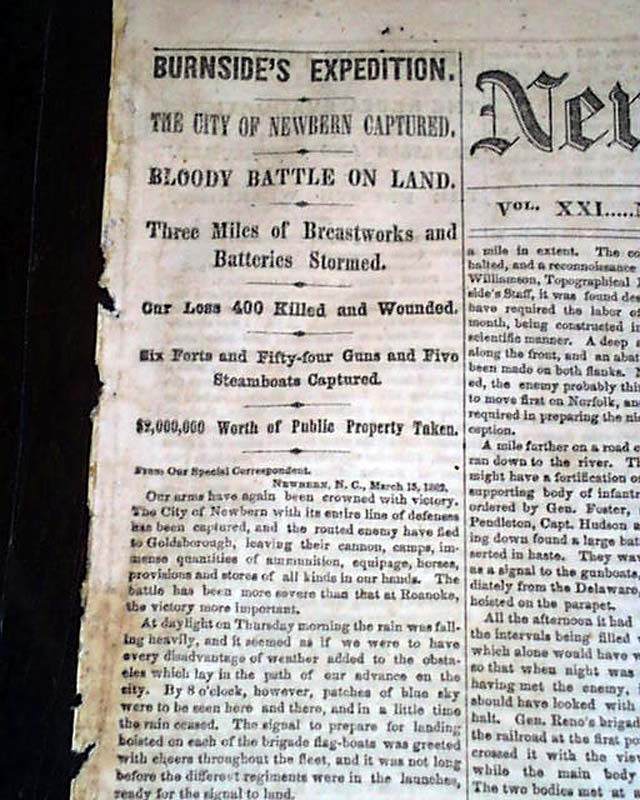 BURNSIDE'S EXPEDITION.
THE CITY OF NEWBERN CAPTURED.
BLOODY BATTLE ON LAND.
Three Miles of Breastworks and
Batteries Stormed.
Our Loss 400 Killed and Wounded.
Six Forts and Fifty-four Guns and Five
Steamboats Captured.
$2,000,000 Worth of Public Property Taken.
From Our Special Correspondent.
NEWBERN, N. C., March 15, 1862.
Our arms have again been crowned with victory.
The City of Newbern with its entire line of defenses
has been captured, and the routed enemy have fled
to Goldsborough, leaving their cannon, camps, im-
mense quantities of ammunition, equipage, horses,
provisions and stores of all kinds in our hands. The
battle has been more severe than that at Roanoke,
the victory more important.
At daylight on Thursday morning the rain was fall-
ing heavily, and it seemed as if we were to have
every disadvantage of weather added to the obsta-
cles which lay in the path of our advance on the
city. By 8 o'clock, however, patches of blue sky
were to be seen here and there, and in a little time
the rain ceased. The signal to prepare for landing
hoisted on each of the brigade flag-boats was greeted
with cheers throughout the fleet, and it was not long
before the different regiments were in the launches,
ready for the signal to land.
New
VOL. XXI.....
a mile in extent. The
halted, and a reconnoissance
Williamson, Topographical
side's Staff, it was found
have required the labor of
month, being constructed in
scientific manner. A deep
along the front, and an
been made on both flanks.
ed, the enemy probably
to move first on Norfolk,
required in preparing the
ception.
A mile farther on a road
ran down to the river.
might have a fortification
supporting body of
ordered by Gen. Foster,
Pendleton, Capt. Hudson
ing down found a large
serted in haste. They
as a signal to the gunboats,
diately from the Delaware,
hoisted on the parapet.
All the afternoon it had
the intervals being filled
which alone would have
so that when night was
having met the enemy,
should have looked with
halt. Gen. Reno's
the railroad at the first
crossed it with the
while the main body
The two bodies met at